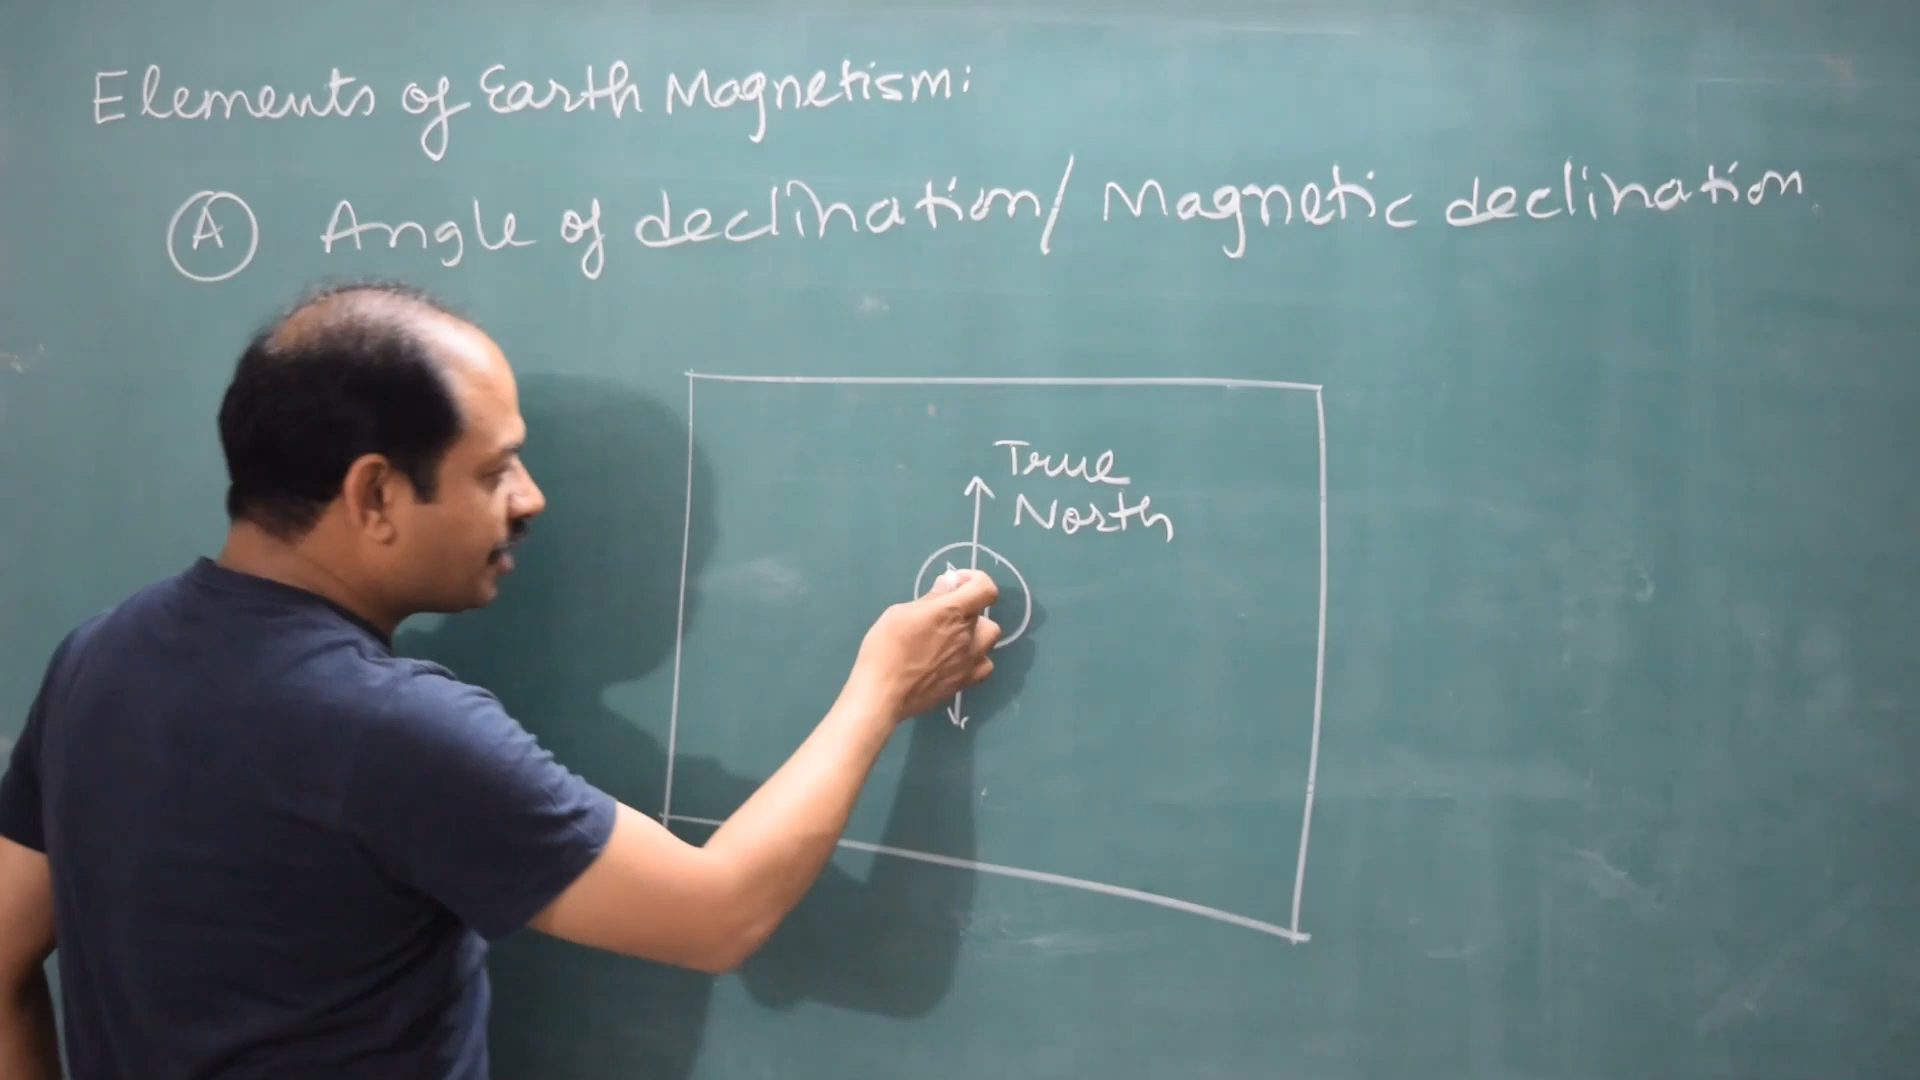 Elements of Earth Magnetism:
A Angle of declination/ Magnetic declination
True
North